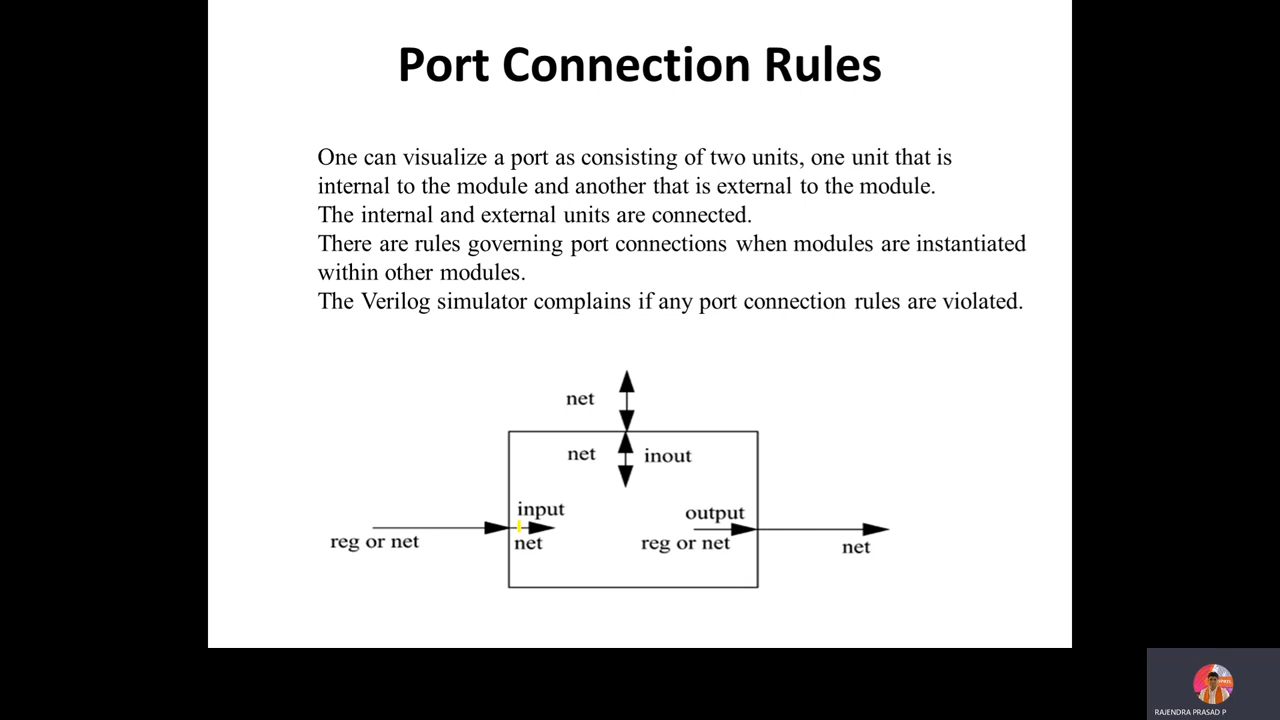 Port Connection Rules
One can visualize a port as consisting of two units, one unit that is
internal to the module and another that is external to the module.
The internal and external units are connected.
There are rules governing port connections when modules are instantiated
within other modules.
The Verilog simulator complains if any port connection rules are violated.
net
net
inout
input
output
reg or net
net
reg or net
net
RAJENDRA PRASAD P